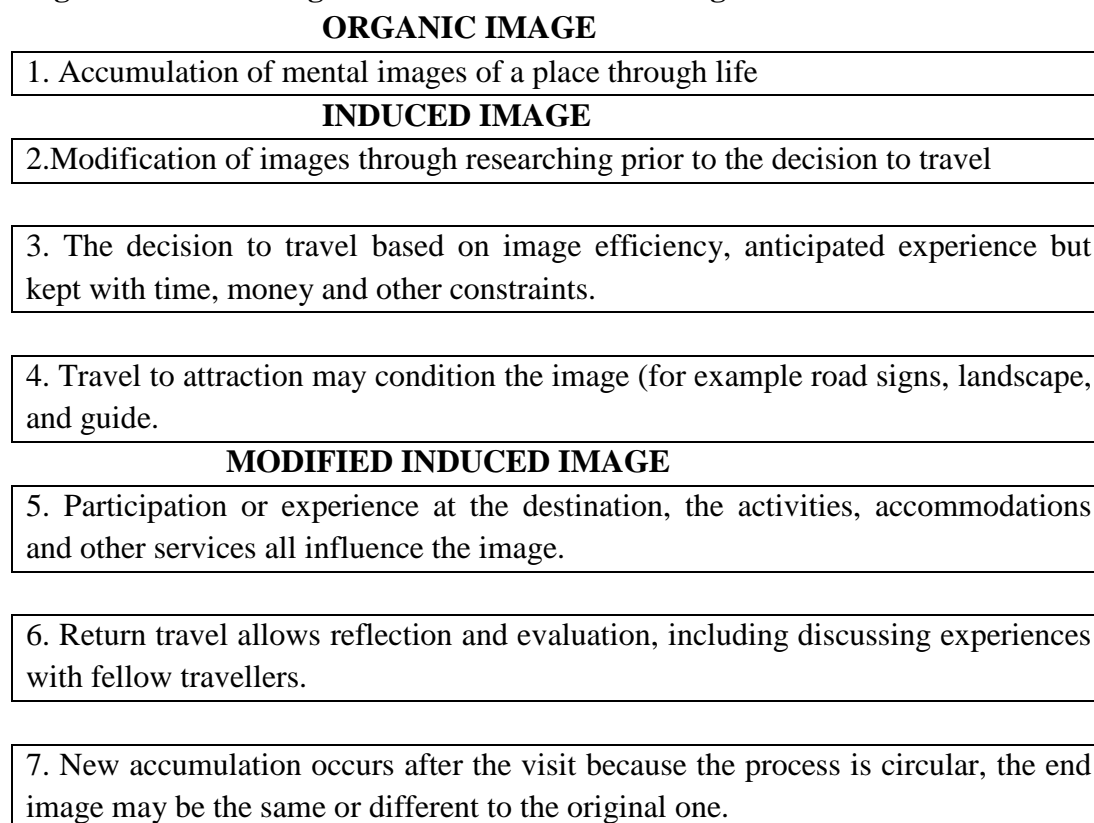 ORGANIC IMAGE
1. Accumulation of mental images of a place through life
INDUCED IMAGE
2.Modification of images through researching prior to the decision to travel
3. The decision to travel based on image efficiency, anticipated experience but
kept with time, money and other constraints.
4. Travel to attraction may condition the image (for example road signs, landscape,
and guide.
MODIFIED INDUCED IMAGE
5. Participation or experience at the destination, the activities, accommodations
and other services all influence the image.
6. Return travel allows reflection and evaluation, including discussing experiences
with fellow travellers.
7. New accumulation occurs after the visit because the process is circular, the end
image may be the same or different to the original one.